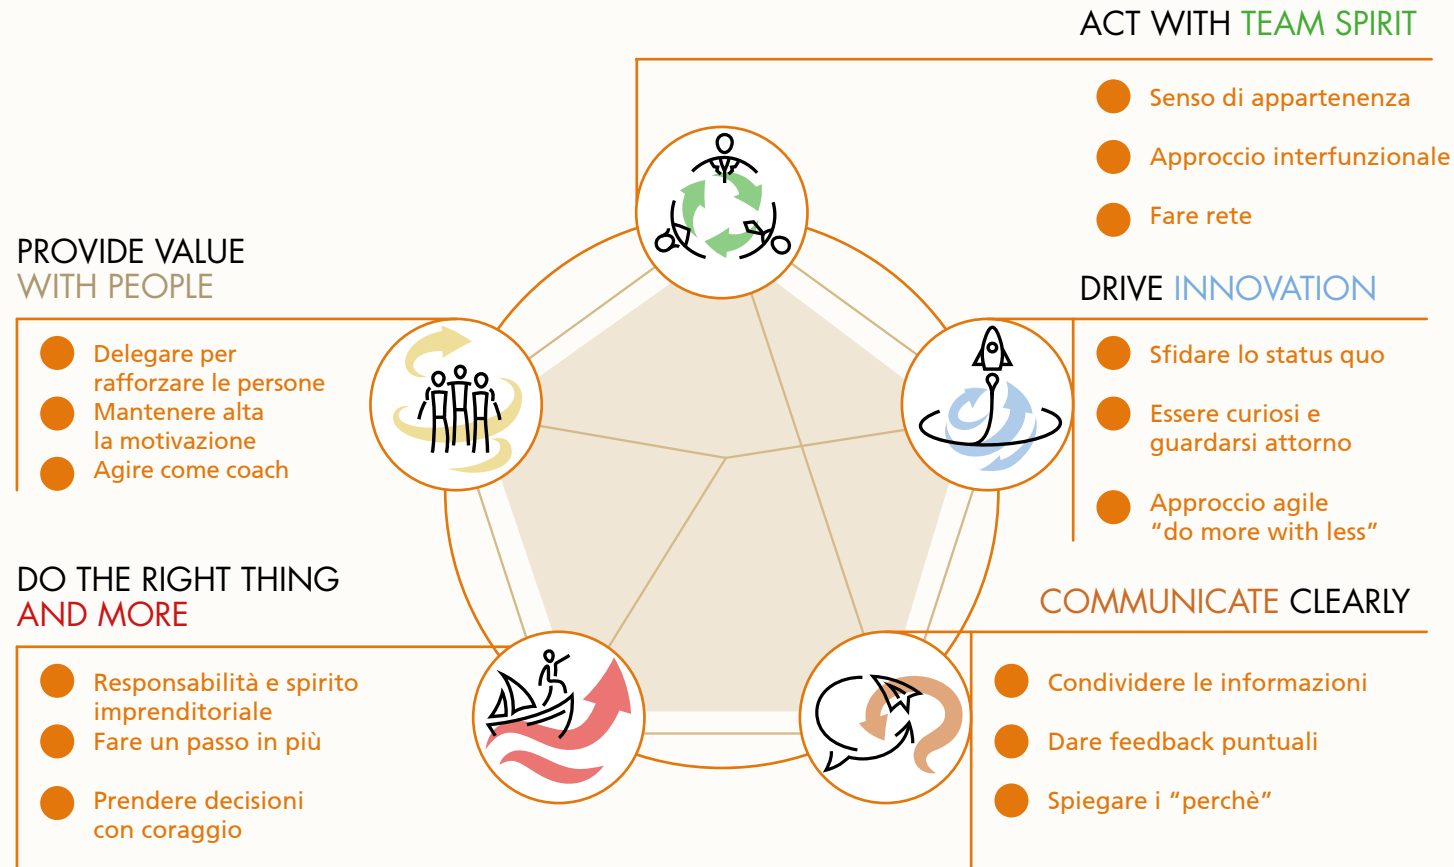 ACT WITH TEAM SPIRIT
Senso di appartenenza
Approccio interfunzionale
Fare rete
PROVIDE VALUE
WITH PEOPLE
Delegare per
rafforzare le persone
Mantenere alta
la motivazione
Agire come coach
DRIVE INNOVATION
Sfidare lo status quo
Essere curiosi e
guardarsi attorno
Approccio agile
“do more with less”
DO THE RIGHT THING
AND MORE
Responsabilità e spirito
imprenditoriale
Fare un passo in più
Prendere decisioni
con coraggio
COMMUNICATE CLEARLY
Condividere le informazioni
Dare feedback puntuali
Spiegare i “perchè”